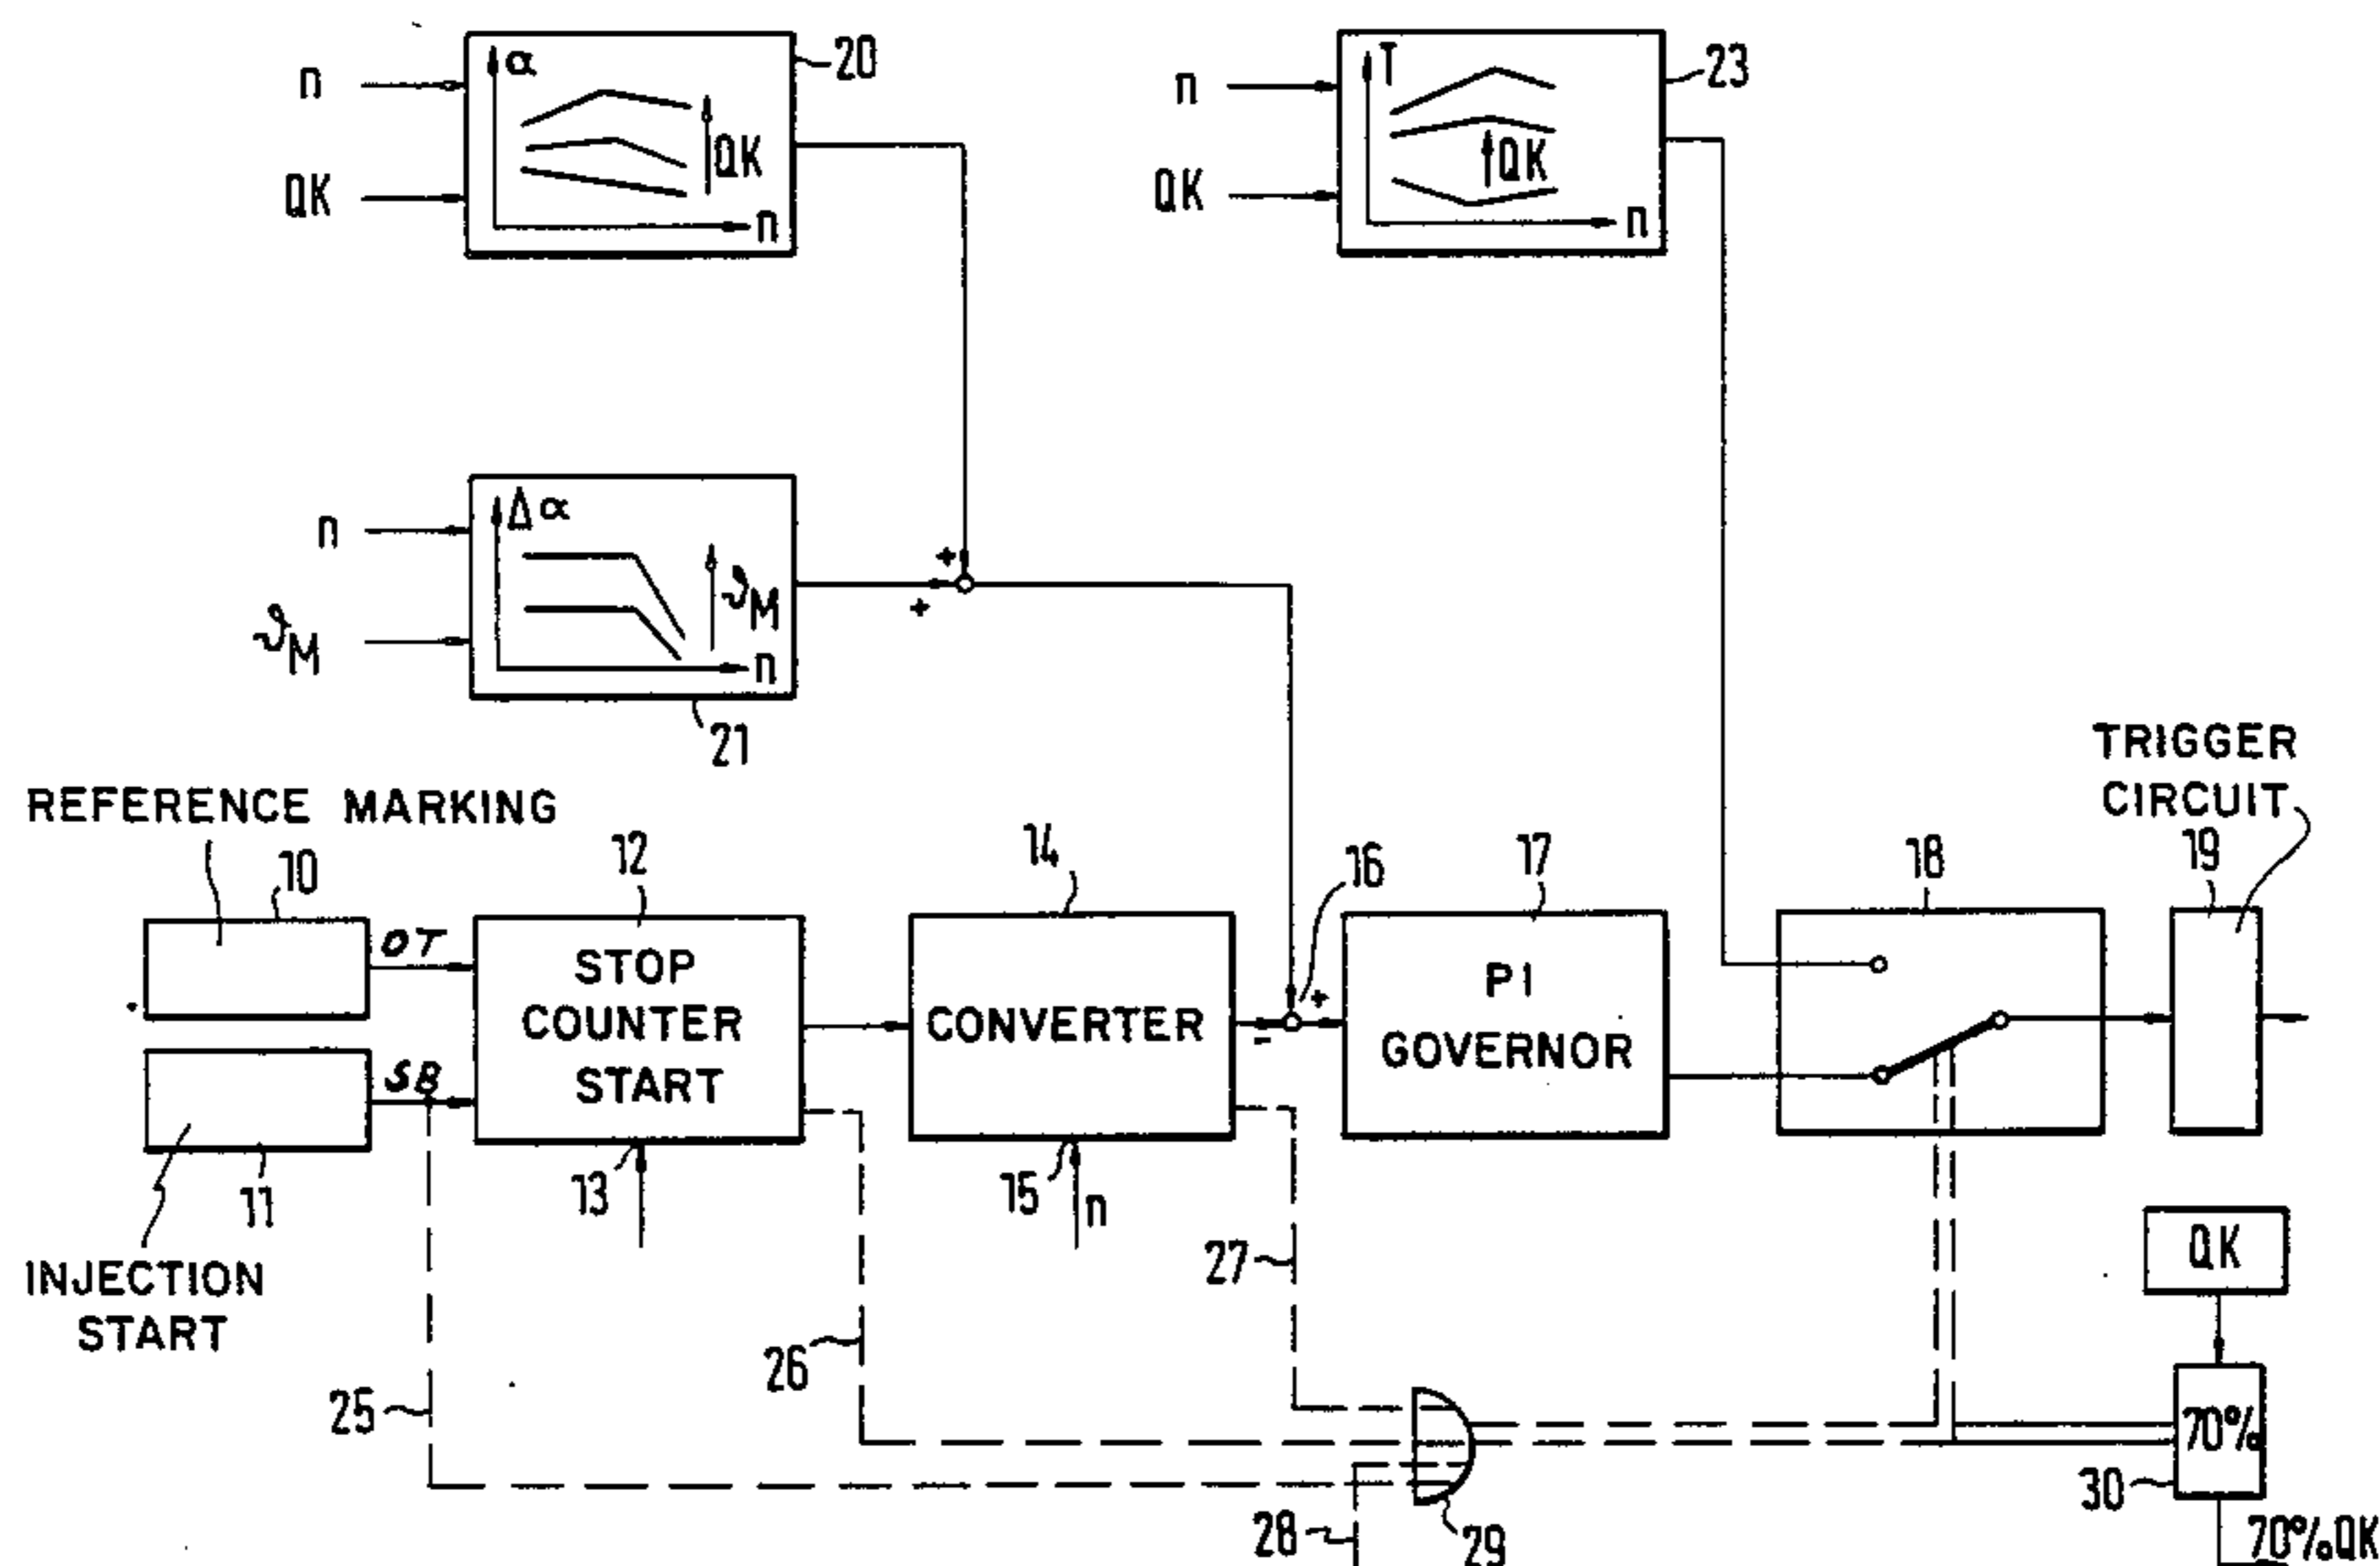 n
QK
α
QK
n
20
n
QK
T
QK
n
23
n
ϑM
Δα
ϑM
n
21
+
+
REFERENCE MARKING
10
OT
12
STOP
COUNTER
START
13
14
CONVERTER
15
n
16
+
-
17
PI
GOVERNOR
18
TRIGGER
CIRCUIT
19
SB
11
INJECTION
START
25
26
27
28
29
QK
70%
30
70%QK